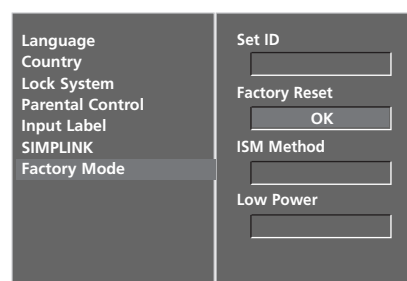 Language
Country
Lock System
Parental Control
Input Label
SIMPLINK
Factory Mode
Set ID
Factory Reset
OK
ISM Method
Low Power